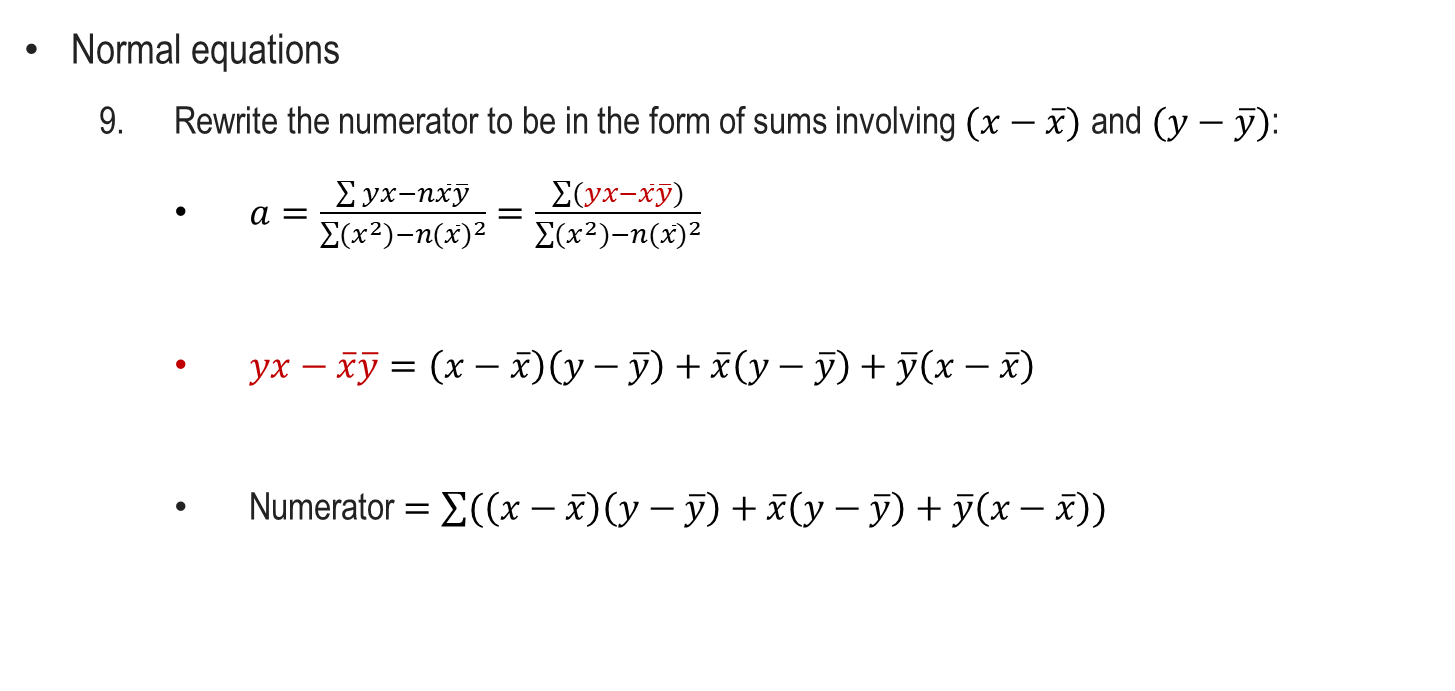 • Normal equations
9. Rewrite the numerator to be in the form of sums involving (x − x̄) and (y − ȳ):
• a = (∑ yx−nx̄ȳ)/(∑(x²)−n(x̄)²) = (∑(yx−x̄ȳ))/(∑(x²)−n(x̄)²)
• yx − x̄ȳ = (x − x̄)(y − ȳ) + x̄(y − ȳ) + ȳ(x − x̄)
• Numerator = ∑((x − x̄)(y − ȳ) + x̄(y − ȳ) + ȳ(x − x̄))